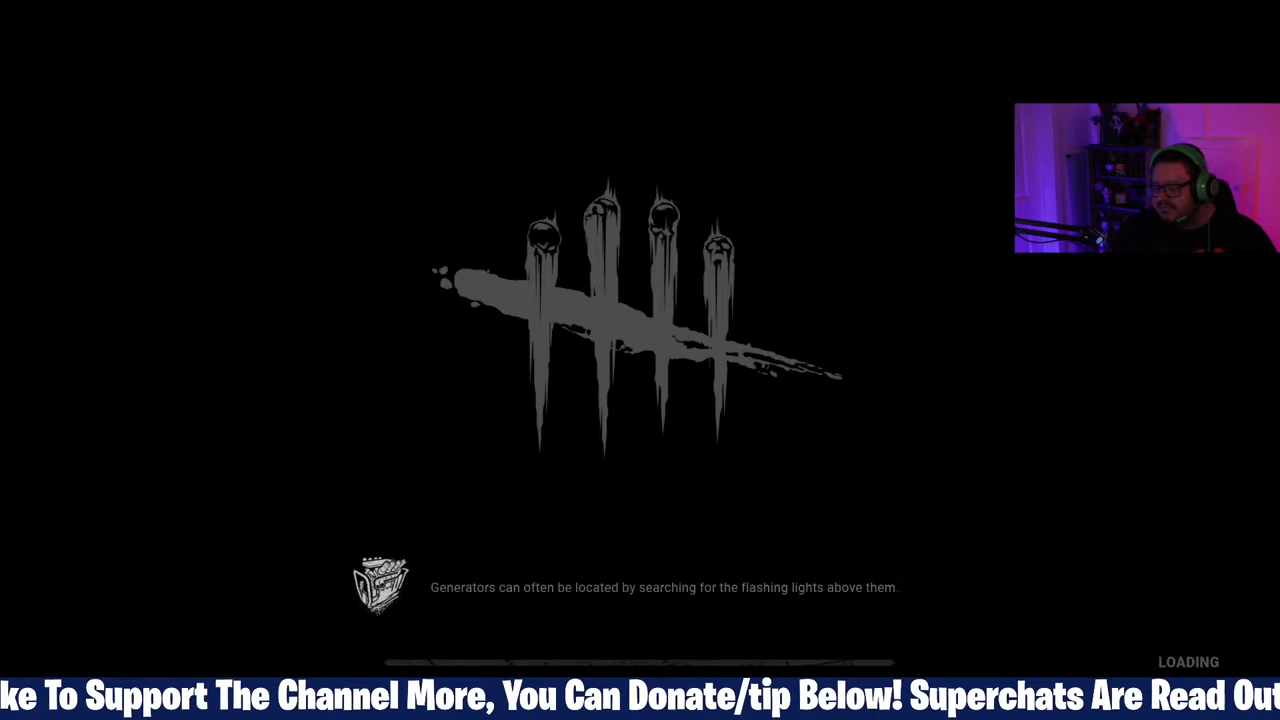 Generators can often be located by searching for the flashing lights above them.
LOADING
ke To Support The Channel More, You Can Donate/tip Below! Superchats Are Read Out